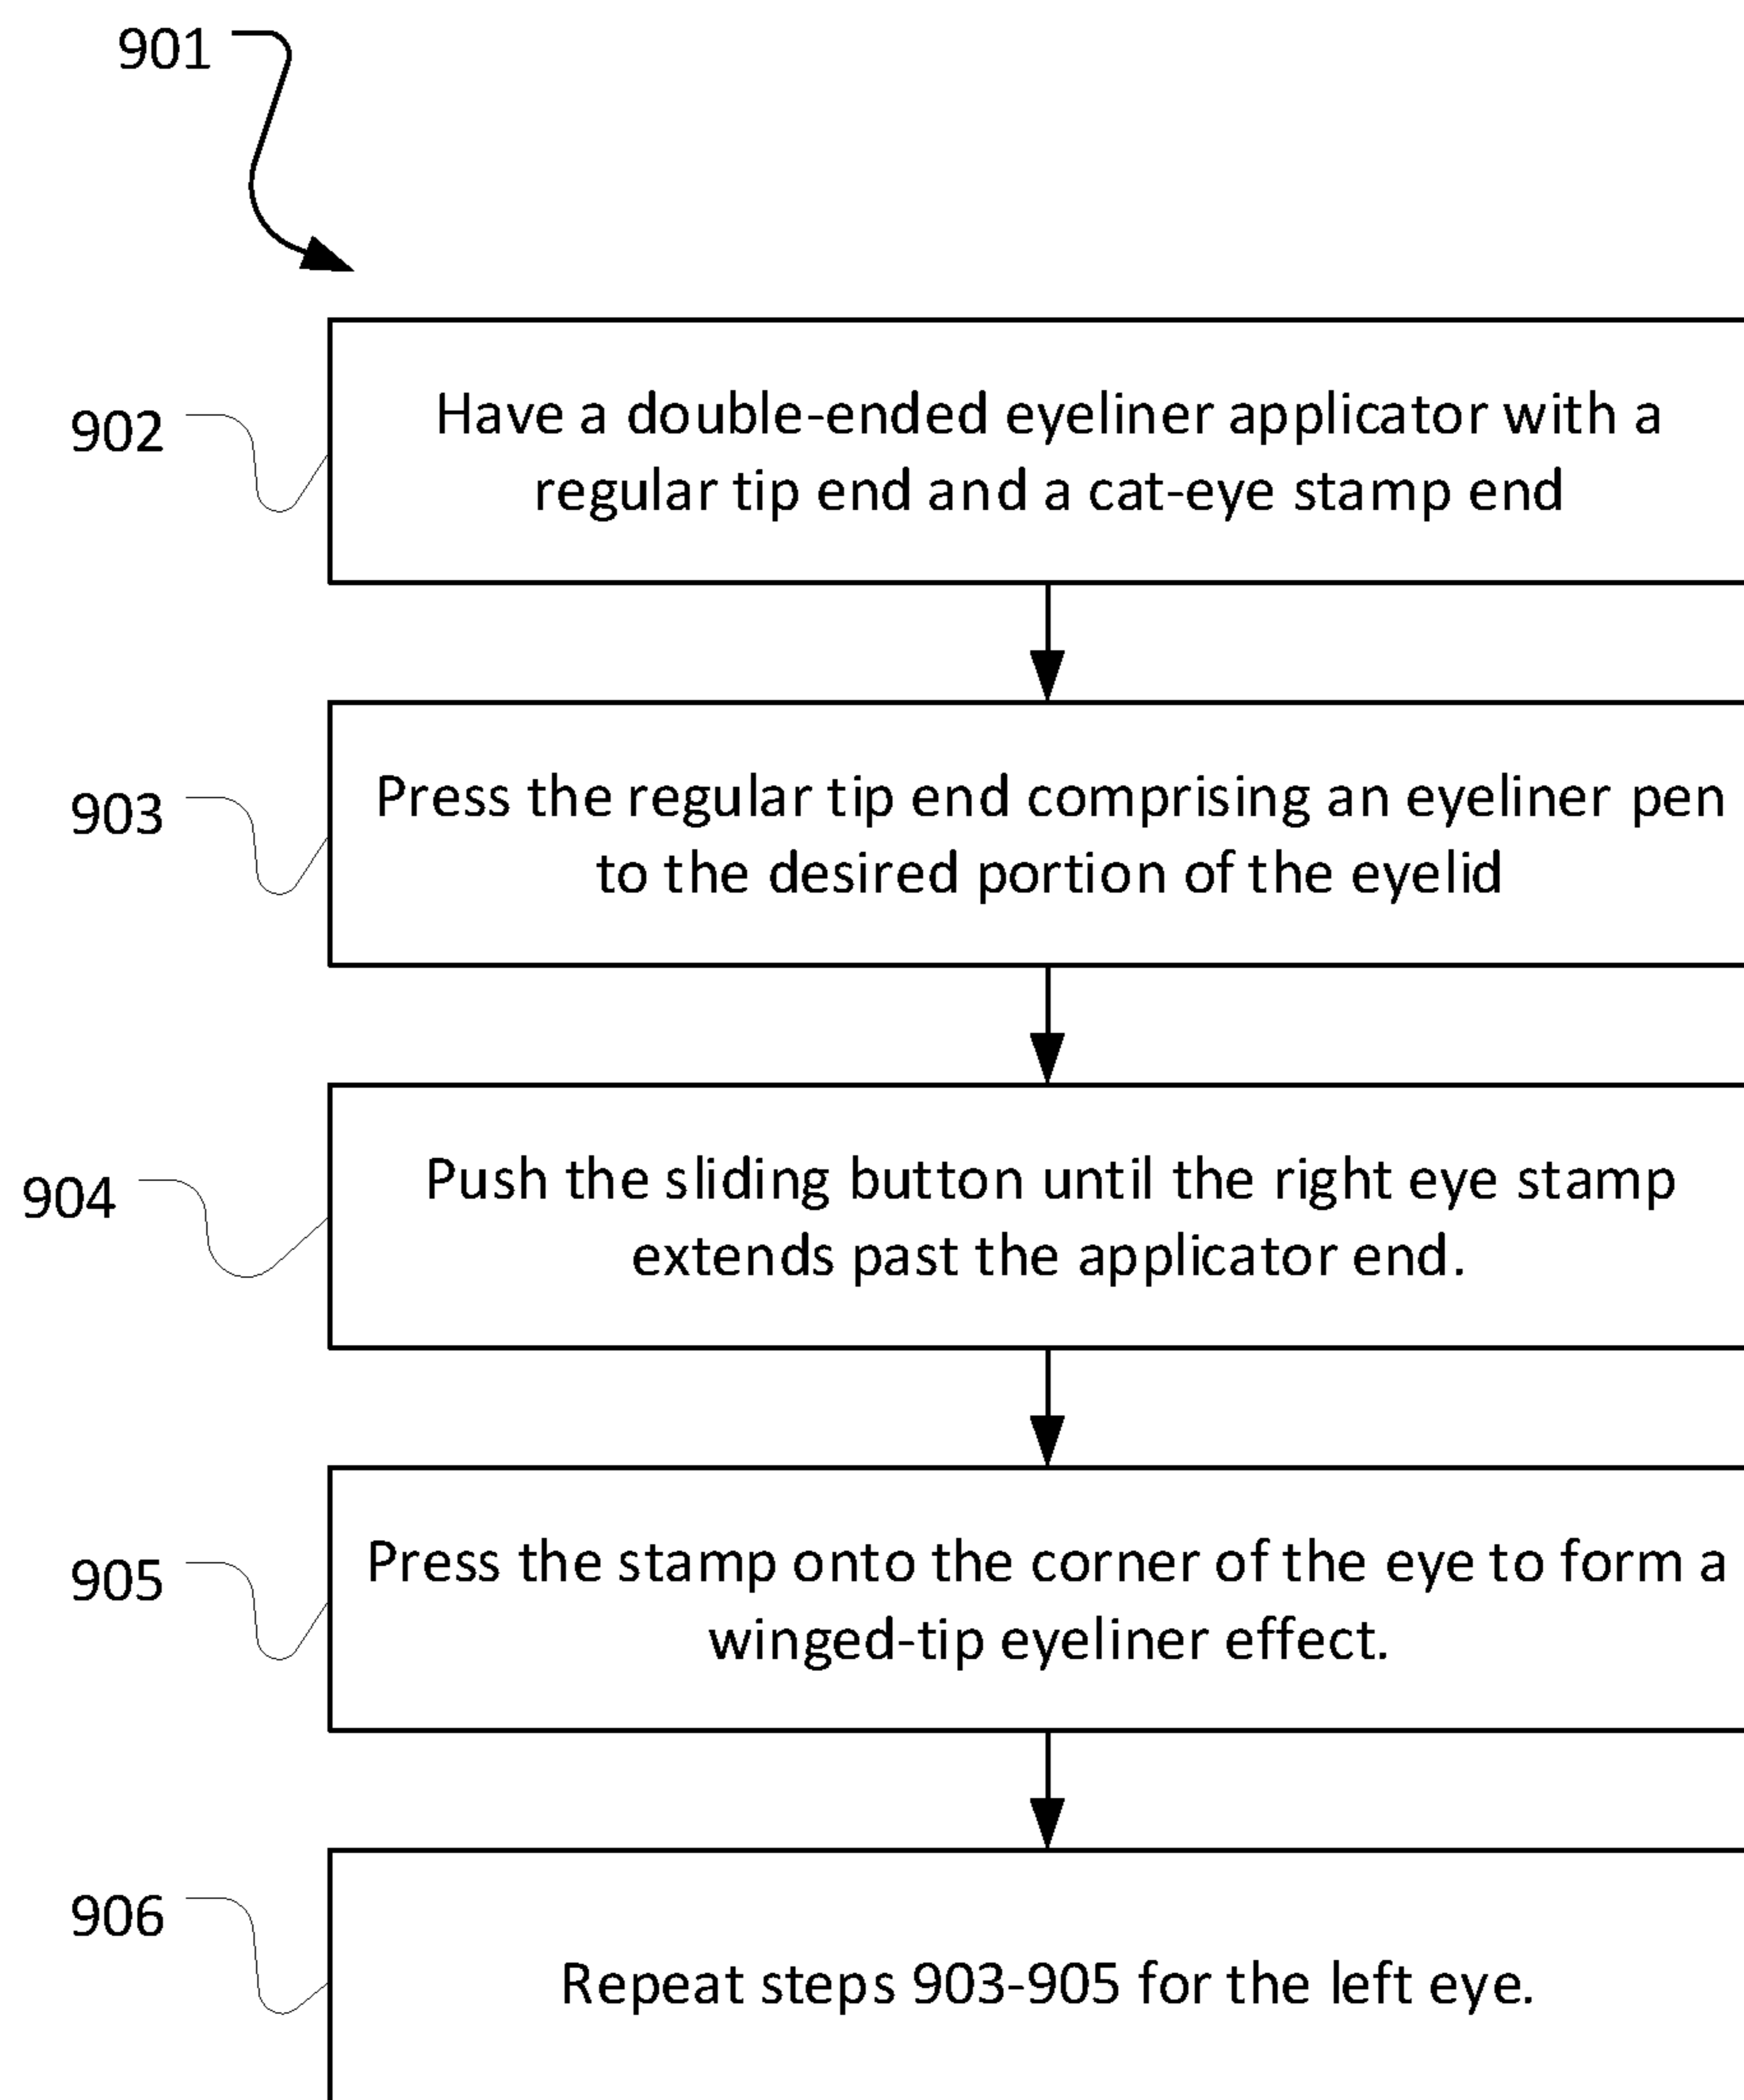 901
902
Have a double-ended eyeliner applicator with a
regular tip end and a cat-eye stamp end
903
Press the regular tip end comprising an eyeliner pen
to the desired portion of the eyelid
904
Push the sliding button until the right eye stamp
extends past the applicator end.
905
Press the stamp onto the corner of the eye to form a
winged-tip eyeliner effect.
906
Repeat steps 903-905 for the left eye.